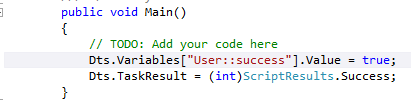 public void Main()
{
// TODO: Add your code here
Dts.Variables["User::success"].Value = true;
Dts.TaskResult = (int)ScriptResults.Success;
}